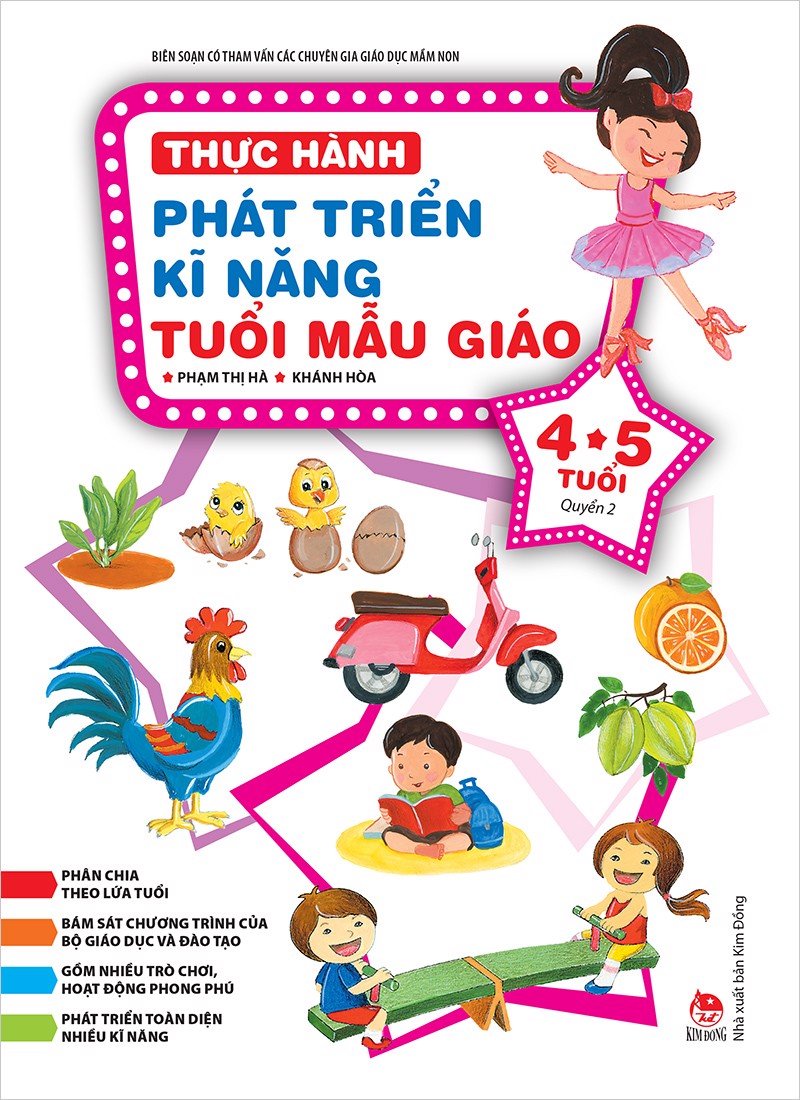 BIÊN SOẠN CÓ THAM VẤN CÁC CHUYÊN GIA GIÁO DỤC MẦM NON
THỰC HÀNH
PHÁT TRIỂN
KĨ NĂNG
TUỔI MẪU GIÁO
PHẠM THỊ HÀ ★ KHÁNH HÒA
4 ★ 5
TUỔI
Quyển 2
PHÂN CHIA
THEO LỨA TUỔI
BÁM SÁT CHƯƠNG TRÌNH CỦA
BỘ GIÁO DỤC VÀ ĐÀO TẠO
GỒM NHIỀU TRÒ CHƠI,
HOẠT ĐỘNG PHONG PHÚ
PHÁT TRIỂN TOÀN DIỆN
NHIỀU KĨ NĂNG
KIM ĐỒNG
Nhà xuất bản Kim Đồng